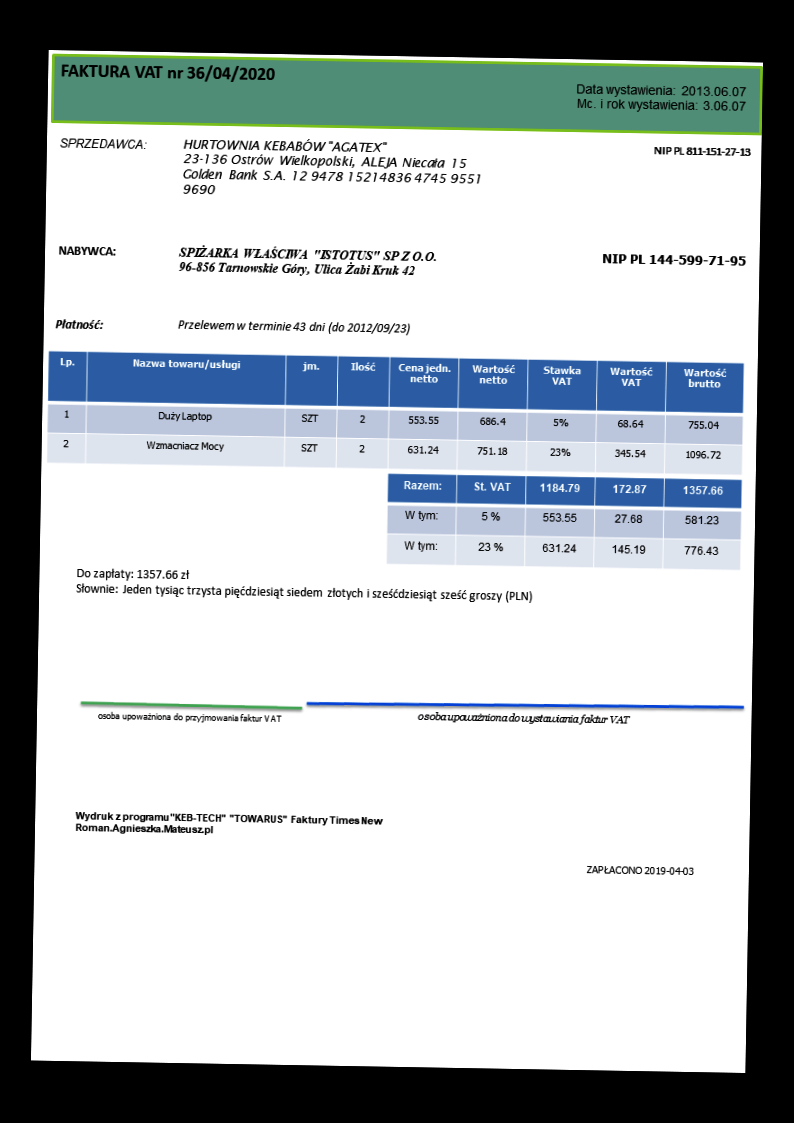 FAKTURA VAT nr 36/04/2020
Data wystawienia: 2013.06.07
Mc. i rok wystawienia: 3.06.07
SPRZEDAWCA:
HURTOWNIA KEBABÓW "AGATEX"
NIP PL 811-151-27-13
23-136 Ostrów Wielkopolski, ALEJA Niecała 15
Golden Bank S.A. 12 9478 15214836 4745 9551
9690
NABYWCA:
SPIŻARKA WŁAŚCIWA "ISTOTUS" SP Z O.O.
NIP PL 144-599-71-95
96-856 Tarnowskie Góry, Ulica Żabi Kruk 42
Płatność: Przelewem w terminie 43 dni (do 2012/09/23)
Lp. Nazwa towaru/usługi jm. Ilość Cena jedn. netto Wartość netto Stawka VAT Wartość VAT Wartość brutto
1 Duży Laptop SZT 2 553.55 686.4 5% 68.64 755.04
2 Wzmacniacz Mocy SZT 2 631.24 751.18 23% 345.54 1096.72
Razem: St. VAT 1184.79 172.87 1357.66
W tym: 5 % 553.55 27.68 581.23
W tym: 23 % 631.24 145.19 776.43
Do zapłaty: 1357.66 zł
Słownie: Jeden tysiąc trzysta pięćdziesiąt siedem złotych i sześćdziesiąt sześć groszy (PLN)
osoba upoważniona do przyjmowania faktur VAT
osoba upoważniona do wystawiania faktur VAT
Wydruk z programu "KEB-TECH" "TOWARUS" Faktury Times New
Roman.Agnieszka.Mateusz.pl
ZAPŁACONO 2019-04-03